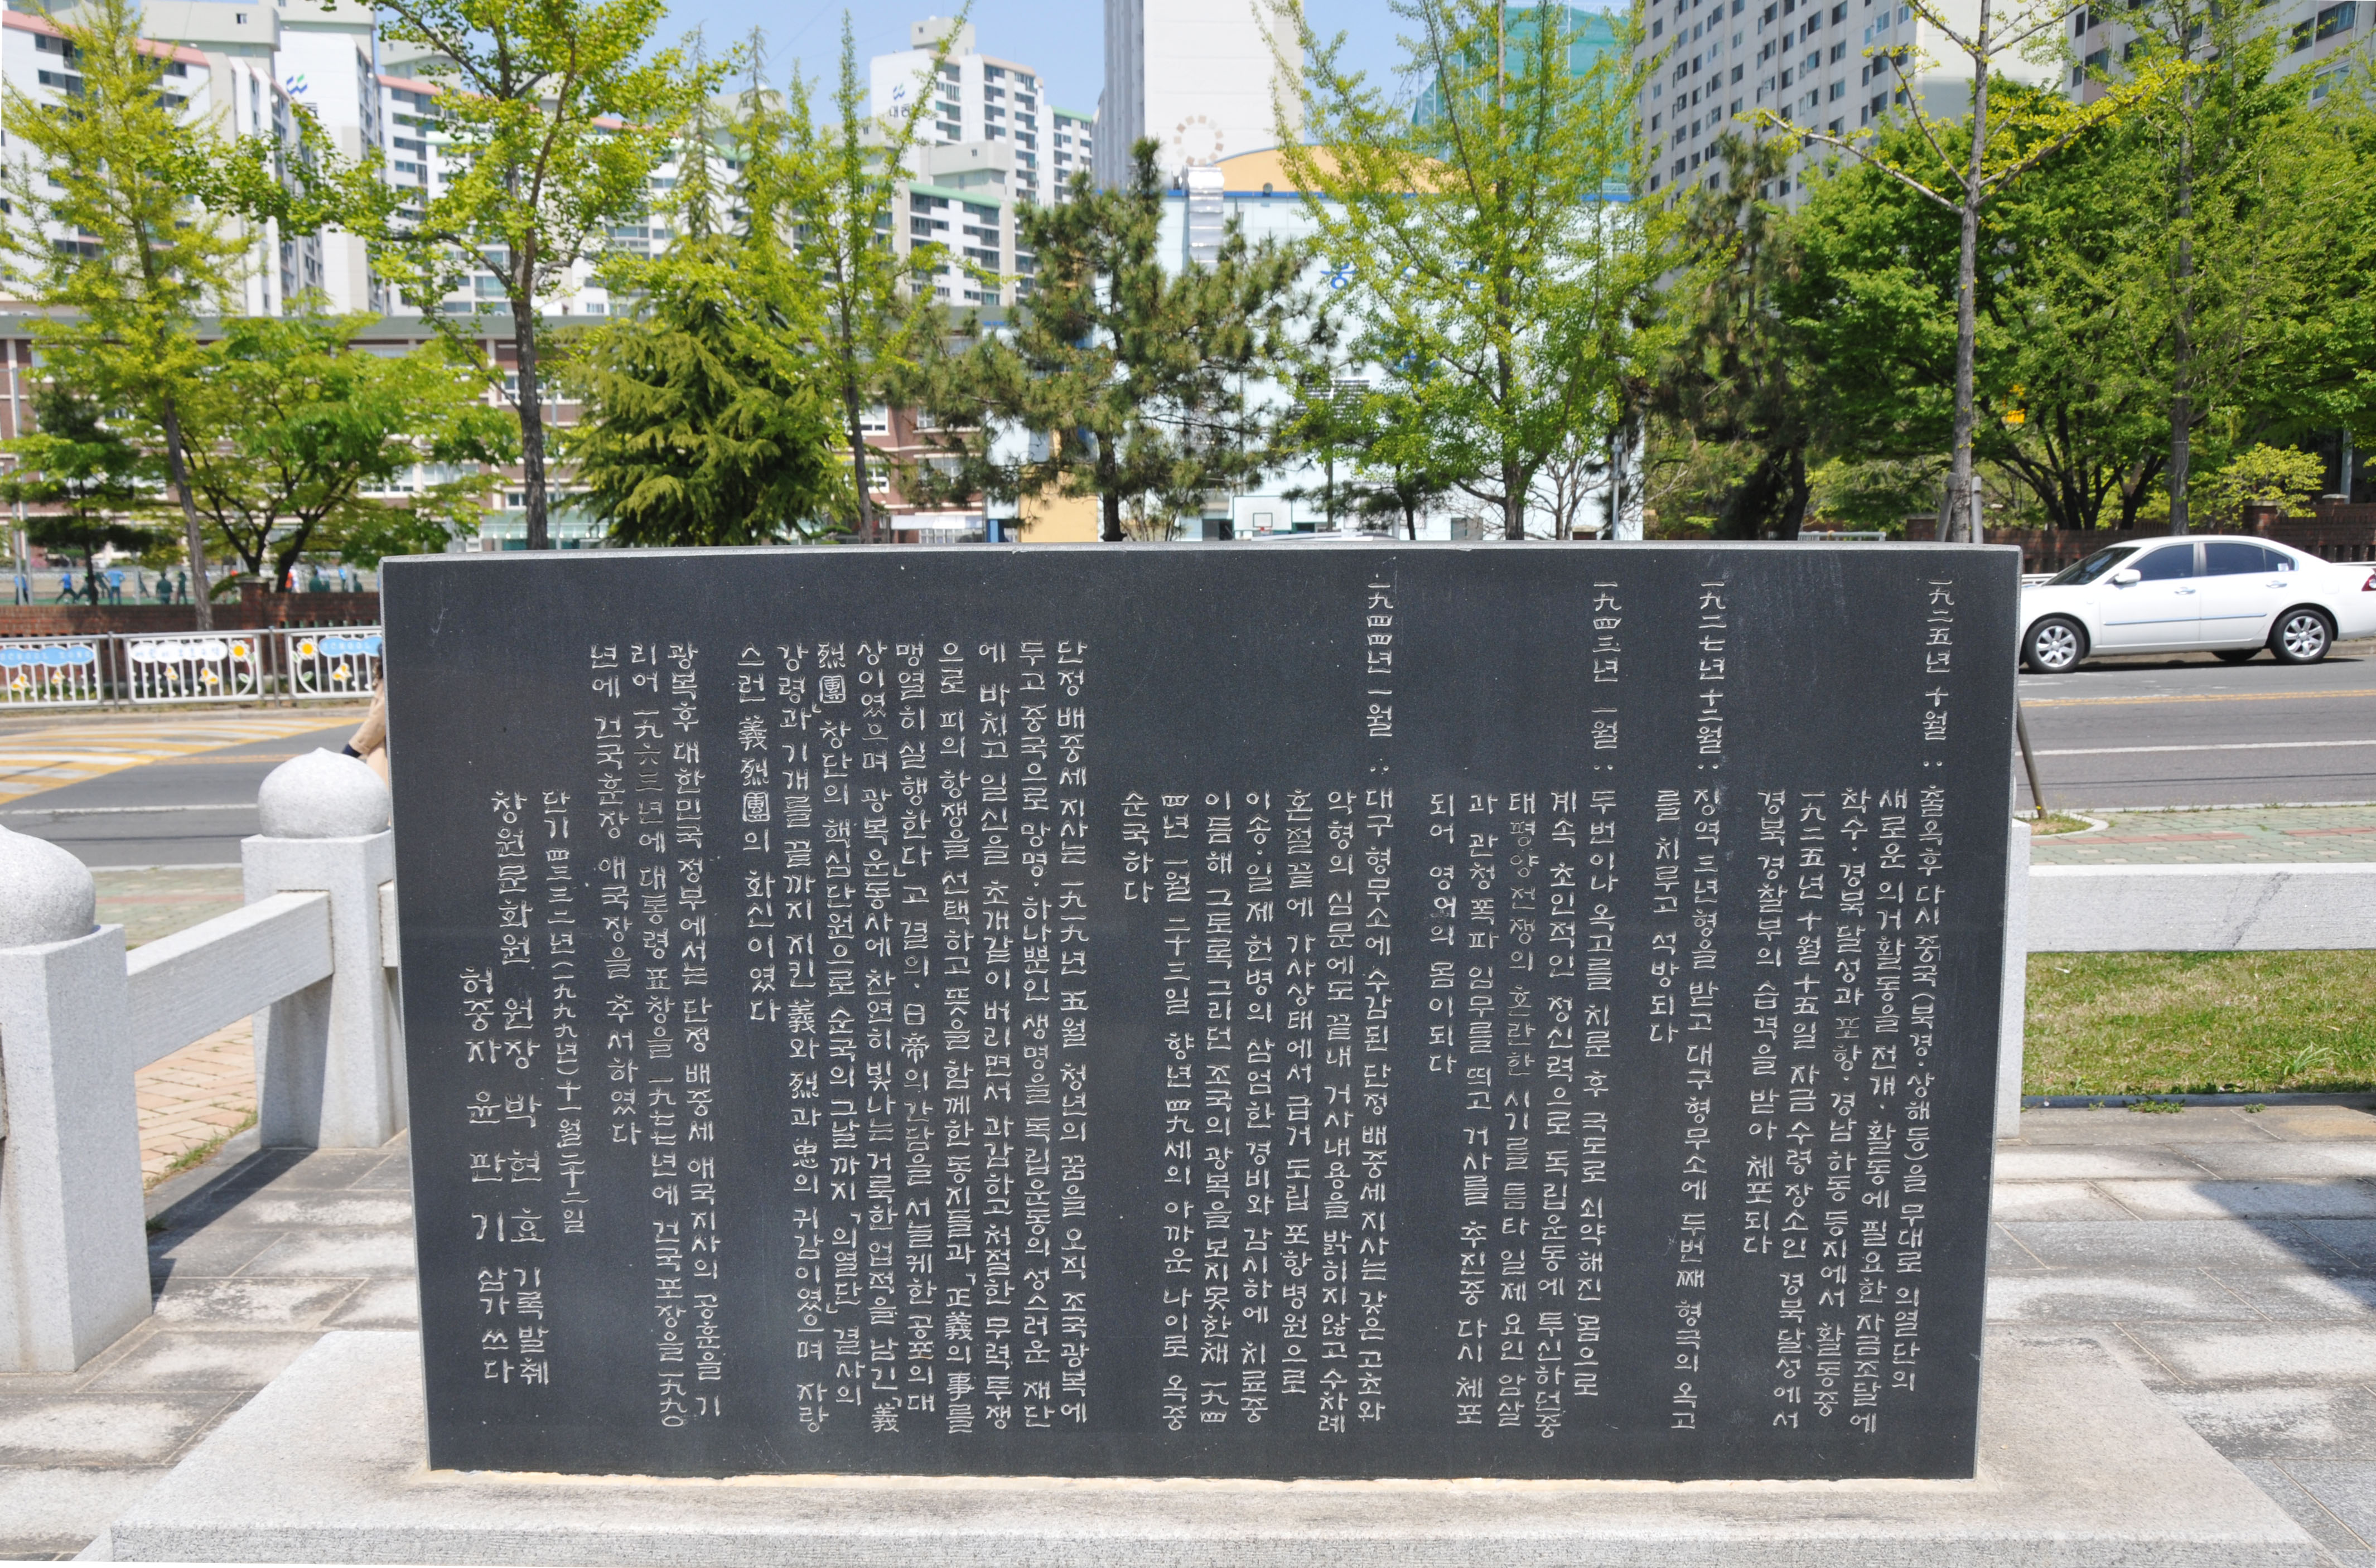 一九二五년 十월 : 출옥후 다시 중국(북경·상해등)을 무대로 의열단의
새로운 의거활동을 전개. 활동에 필요한 자금조달에
착수. 경북달성과 포항. 경남하동 등지에서 활동중
一九二五년 十월 十五일 자금수령장소인 경북달성에서
경북경찰부의 습격을 받아 체포되다
一九二七년 十二월 : 징역 三년형을 받고 대구형무소에 두번째 형극의 옥고
를 치루고 석방되다
一九四三년 一월 : 두번이나 옥고를 치룬 후 극도로 쇠약해진 몸으로
계속 초인적인 정신력으로 독립운동에 투신하던중
태평양전쟁의 혼란한 시기를 틈타 일제 요인 암살
과 관청폭파 임무를 띄고 거사를 추진중 다시 체포
되어 영어의 몸이되다
一九四四년 一월 : 대구형무소에 수감된 단정 배중세지사는 갖은 고초와
악형의 심문에도 끝내 거사내용을 밝히지않고 수차례
혼절끝에 가사상태에서 급거 도립 포항병원으로
이송. 일제 헌병의 삼엄한 경비와 감시하에 치료중
이듬해 그토록 그리던 조국의 광복을 보지못한채 一九四
四년 一월 二十三일 향년 四九세의 아까운 나이로 옥중
순국하다
단정 배중세 지사는 一九一九년 五월 청년의 꿈을 오직 조국광복에
두고 중국으로 망명. 하나뿐인 생명을 독립운동의 성스러운 재단
에 바치고 일신을 초개같이 버리면서 과감하고 처절한 무력투쟁
으로 피의 항쟁을 선택하고 뜻을 함께한 동지들과 「正義의 事를
맹열히 실행한다」고 결의. 日帝의 간담을 서늘케한 공포의 대
상이였으며 광복운동사에 찬연히 빛나는 거룩한 업적을 남긴 「義
烈團」 창단의 핵심단원으로 순국의 그날까지 「의열단」 결사의
강령과 기개를 끝까지 지킨 義와 烈과 忠의 귀감이였으며 자랑
스런 義烈團의 화신이였다
광복후 대한민국 정부에서는 단정 배중세 애국지사의 공훈을 기
리어 一九六三년에 대통령표창을 一九七七년에 건국포장을 一九九〇
년에 건국훈장 애국장을 추서하였다
단기 四三三二년(一九九九년) 十一월 二十二일
창원문화원 원장 박현효 기록발췌
허중자 윤판기 삼가쓰다